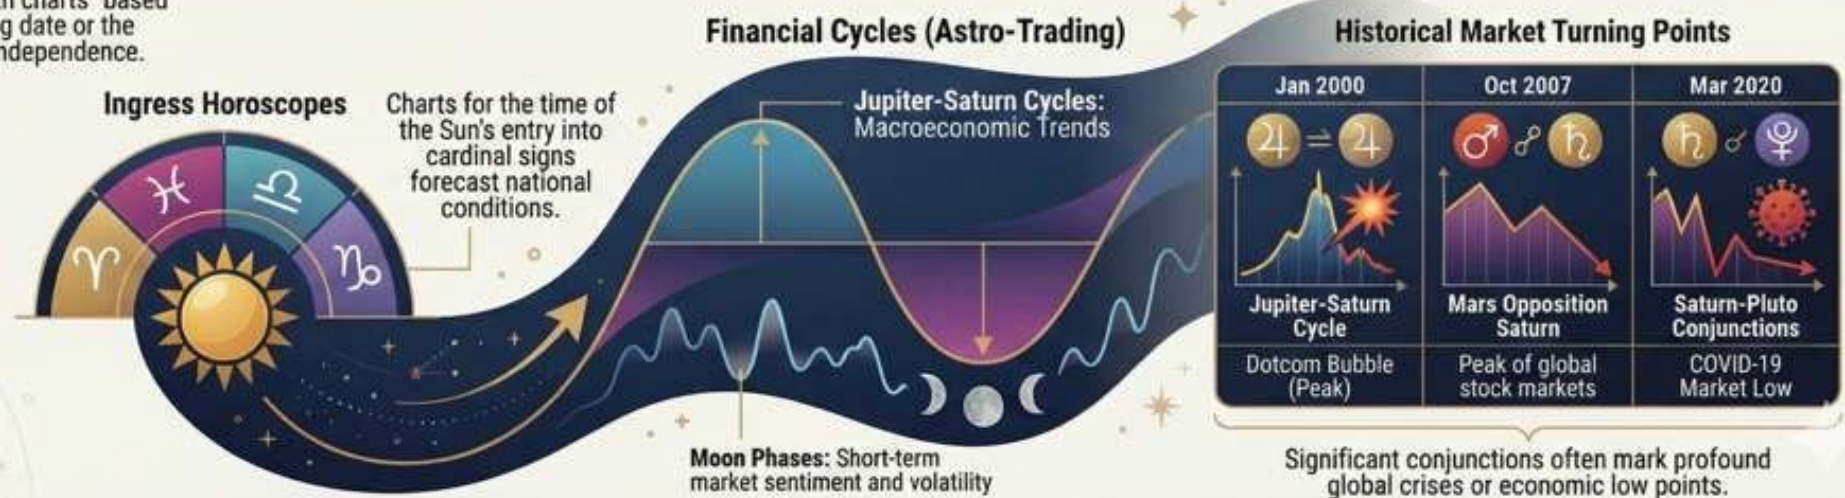 charts" based
g date or the
ndependence.
Ingress Horoscopes
Charts for the time of
the Sun's entry into
cardinal signs
forecast national
conditions.
Financial Cycles (Astro-Trading)
Jupiter-Saturn Cycles:
Macroeconomic Trends
Moon Phases: Short-term
market sentiment and volatility
Historical Market Turning Points
Jan 2000
Oct 2007
Mar 2020
Jupiter-Saturn
Cycle
Mars Opposition
Saturn
Saturn-Pluto
Conjunctions
Dotcom Bubble
(Peak)
Peak of global
stock markets
COVID-19
Market Low
Significant conjunctions often mark profound
global crises or economic low points.